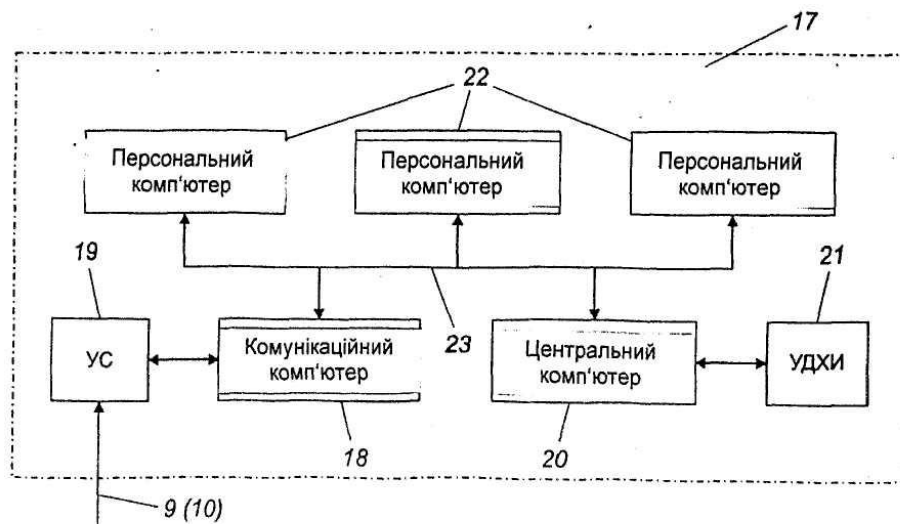 17
22
Персональний
комп'ютер
Персональний
комп'ютер
Персональний
комп'ютер
19
21
УС
Комунікаційний
комп'ютер
23
Центральний
комп'ютер
УДХИ
18
20
9 (10)